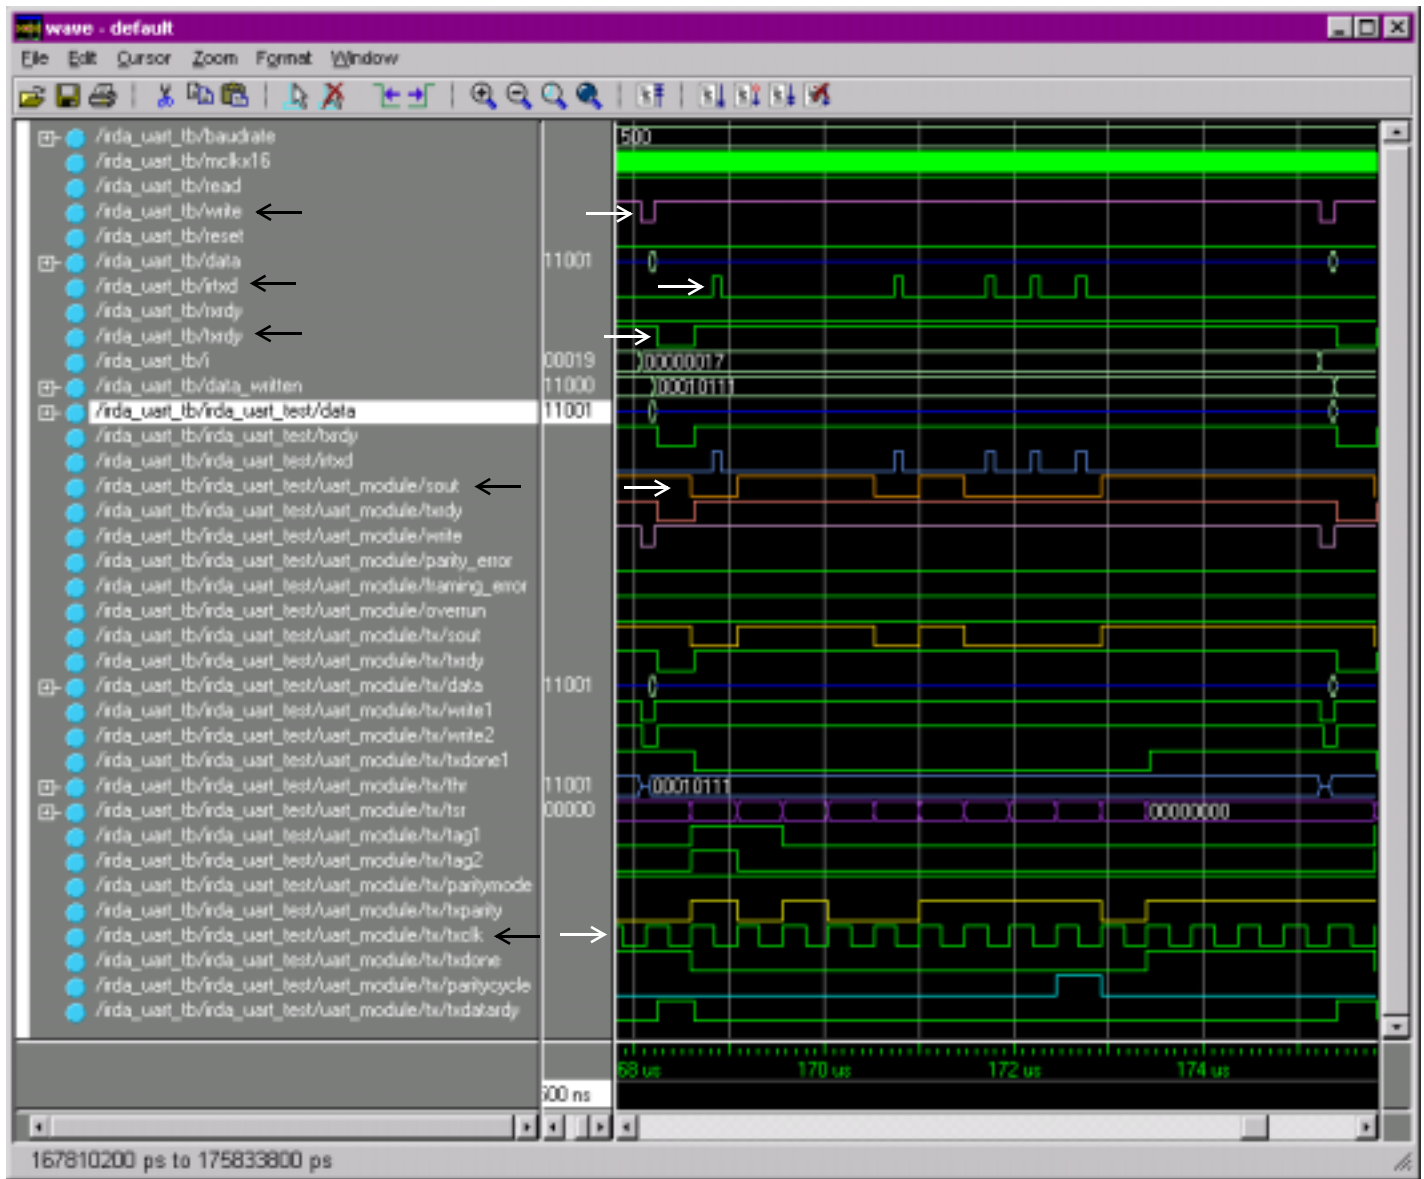 wave - default
File Edit Cursor Zoom Format Window
/irda_uart_tb/baudrate 500
/irda_uart_tb/mclkx16
/irda_uart_tb/read
/irda_uart_tb/write
/irda_uart_tb/reset
/irda_uart_tb/data 11001
/irda_uart_tb/irtxd
/irda_uart_tb/rxrdy
/irda_uart_tb/txrdy
/irda_uart_tb/i 00019 00000017
/irda_uart_tb/data_written 11000 00010111
/irda_uart_tb/irda_uart_test/data 11001
/irda_uart_tb/irda_uart_test/txrdy
/irda_uart_tb/irda_uart_test/irtxd
/irda_uart_tb/irda_uart_test/uart_module/sout
/irda_uart_tb/irda_uart_test/uart_module/txrdy
/irda_uart_tb/irda_uart_test/uart_module/write
/irda_uart_tb/irda_uart_test/uart_module/parity_error
/irda_uart_tb/irda_uart_test/uart_module/framing_error
/irda_uart_tb/irda_uart_test/uart_module/overrun
/irda_uart_tb/irda_uart_test/uart_module/tx/sout
/irda_uart_tb/irda_uart_test/uart_module/tx/txrdy
/irda_uart_tb/irda_uart_test/uart_module/tx/data 11001
/irda_uart_tb/irda_uart_test/uart_module/tx/write1
/irda_uart_tb/irda_uart_test/uart_module/tx/write2
/irda_uart_tb/irda_uart_test/uart_module/tx/txdone1
/irda_uart_tb/irda_uart_test/uart_module/tx/thr 11001 00010111
/irda_uart_tb/irda_uart_test/uart_module/tx/tsr 00000 00000000
/irda_uart_tb/irda_uart_test/uart_module/tx/tag1
/irda_uart_tb/irda_uart_test/uart_module/tx/tag2
/irda_uart_tb/irda_uart_test/uart_module/tx/paritymode
/irda_uart_tb/irda_uart_test/uart_module/tx/txparity
/irda_uart_tb/irda_uart_test/uart_module/tx/txclk
/irda_uart_tb/irda_uart_test/uart_module/tx/txdone
/irda_uart_tb/irda_uart_test/uart_module/tx/paritycycle
/irda_uart_tb/irda_uart_test/uart_module/tx/txdatardy
68 us 170 us 172 us 174 us
500 ns
167810200 ps to 175833800 ps